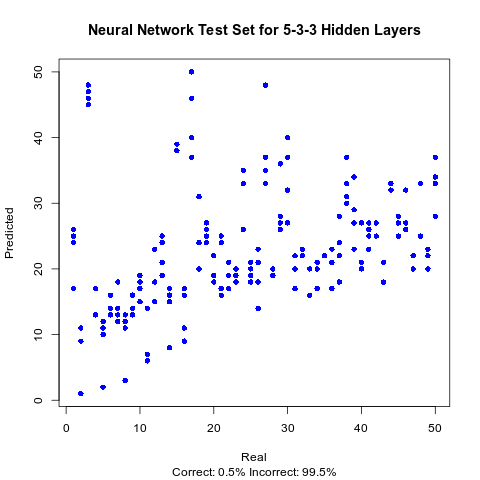 Neural Network Test Set for 5-3-3 Hidden Layers
50
40
30
20
10
0
Predicted
0 10 20 30 40 50
Real
Correct: 0.5% Incorrect: 99.5%